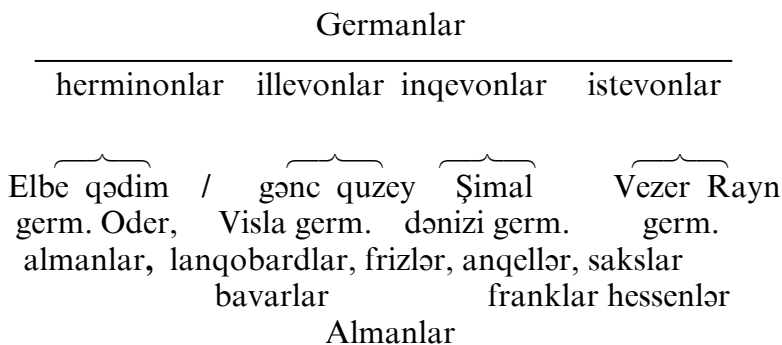 Germanlar
herminonlar illevonlar inqevonlar istevonlar
Elbe qədim / gənc quzey Şimal Vezer Rayn
germ. Oder, Visla germ. dənizi germ. germ.
almanlar, lanqobardlar, frizlər, anqellər, sakslar
bavarlar franklar hessenlər
Almanlar